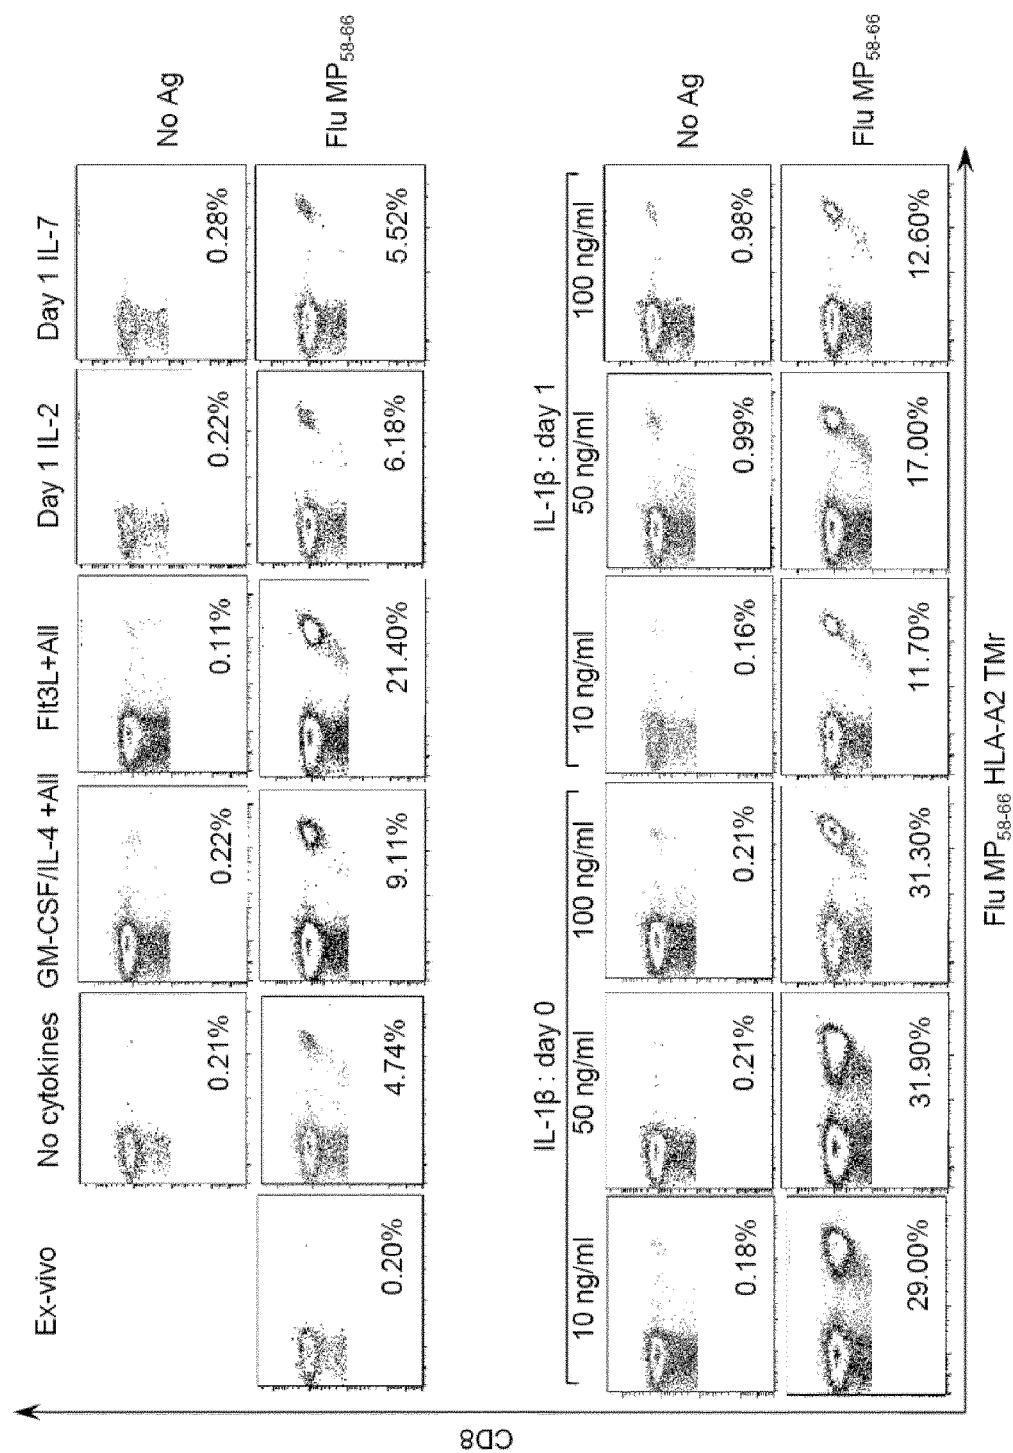 Ex-vivo No cytokines GM-CSF/IL-4 +All Flt3L+All Day 1 IL-2 Day 1 IL-7
0.21% 0.22% 0.11% 0.22% 0.28% No Ag
0.20% 4.74% 9.11% 21.40% 6.18% 5.52% Flu MP58-66
IL-1β : day 0 IL-1β : day 1
10 ng/ml 50 ng/ml 100 ng/ml 10 ng/ml 50 ng/ml 100 ng/ml
0.18% 0.21% 0.21% 0.16% 0.99% 0.98% No Ag
29.00% 31.90% 31.30% 11.70% 17.00% 12.60% Flu MP58-66
CD8
Flu MP58-66 HLA-A2 TMr